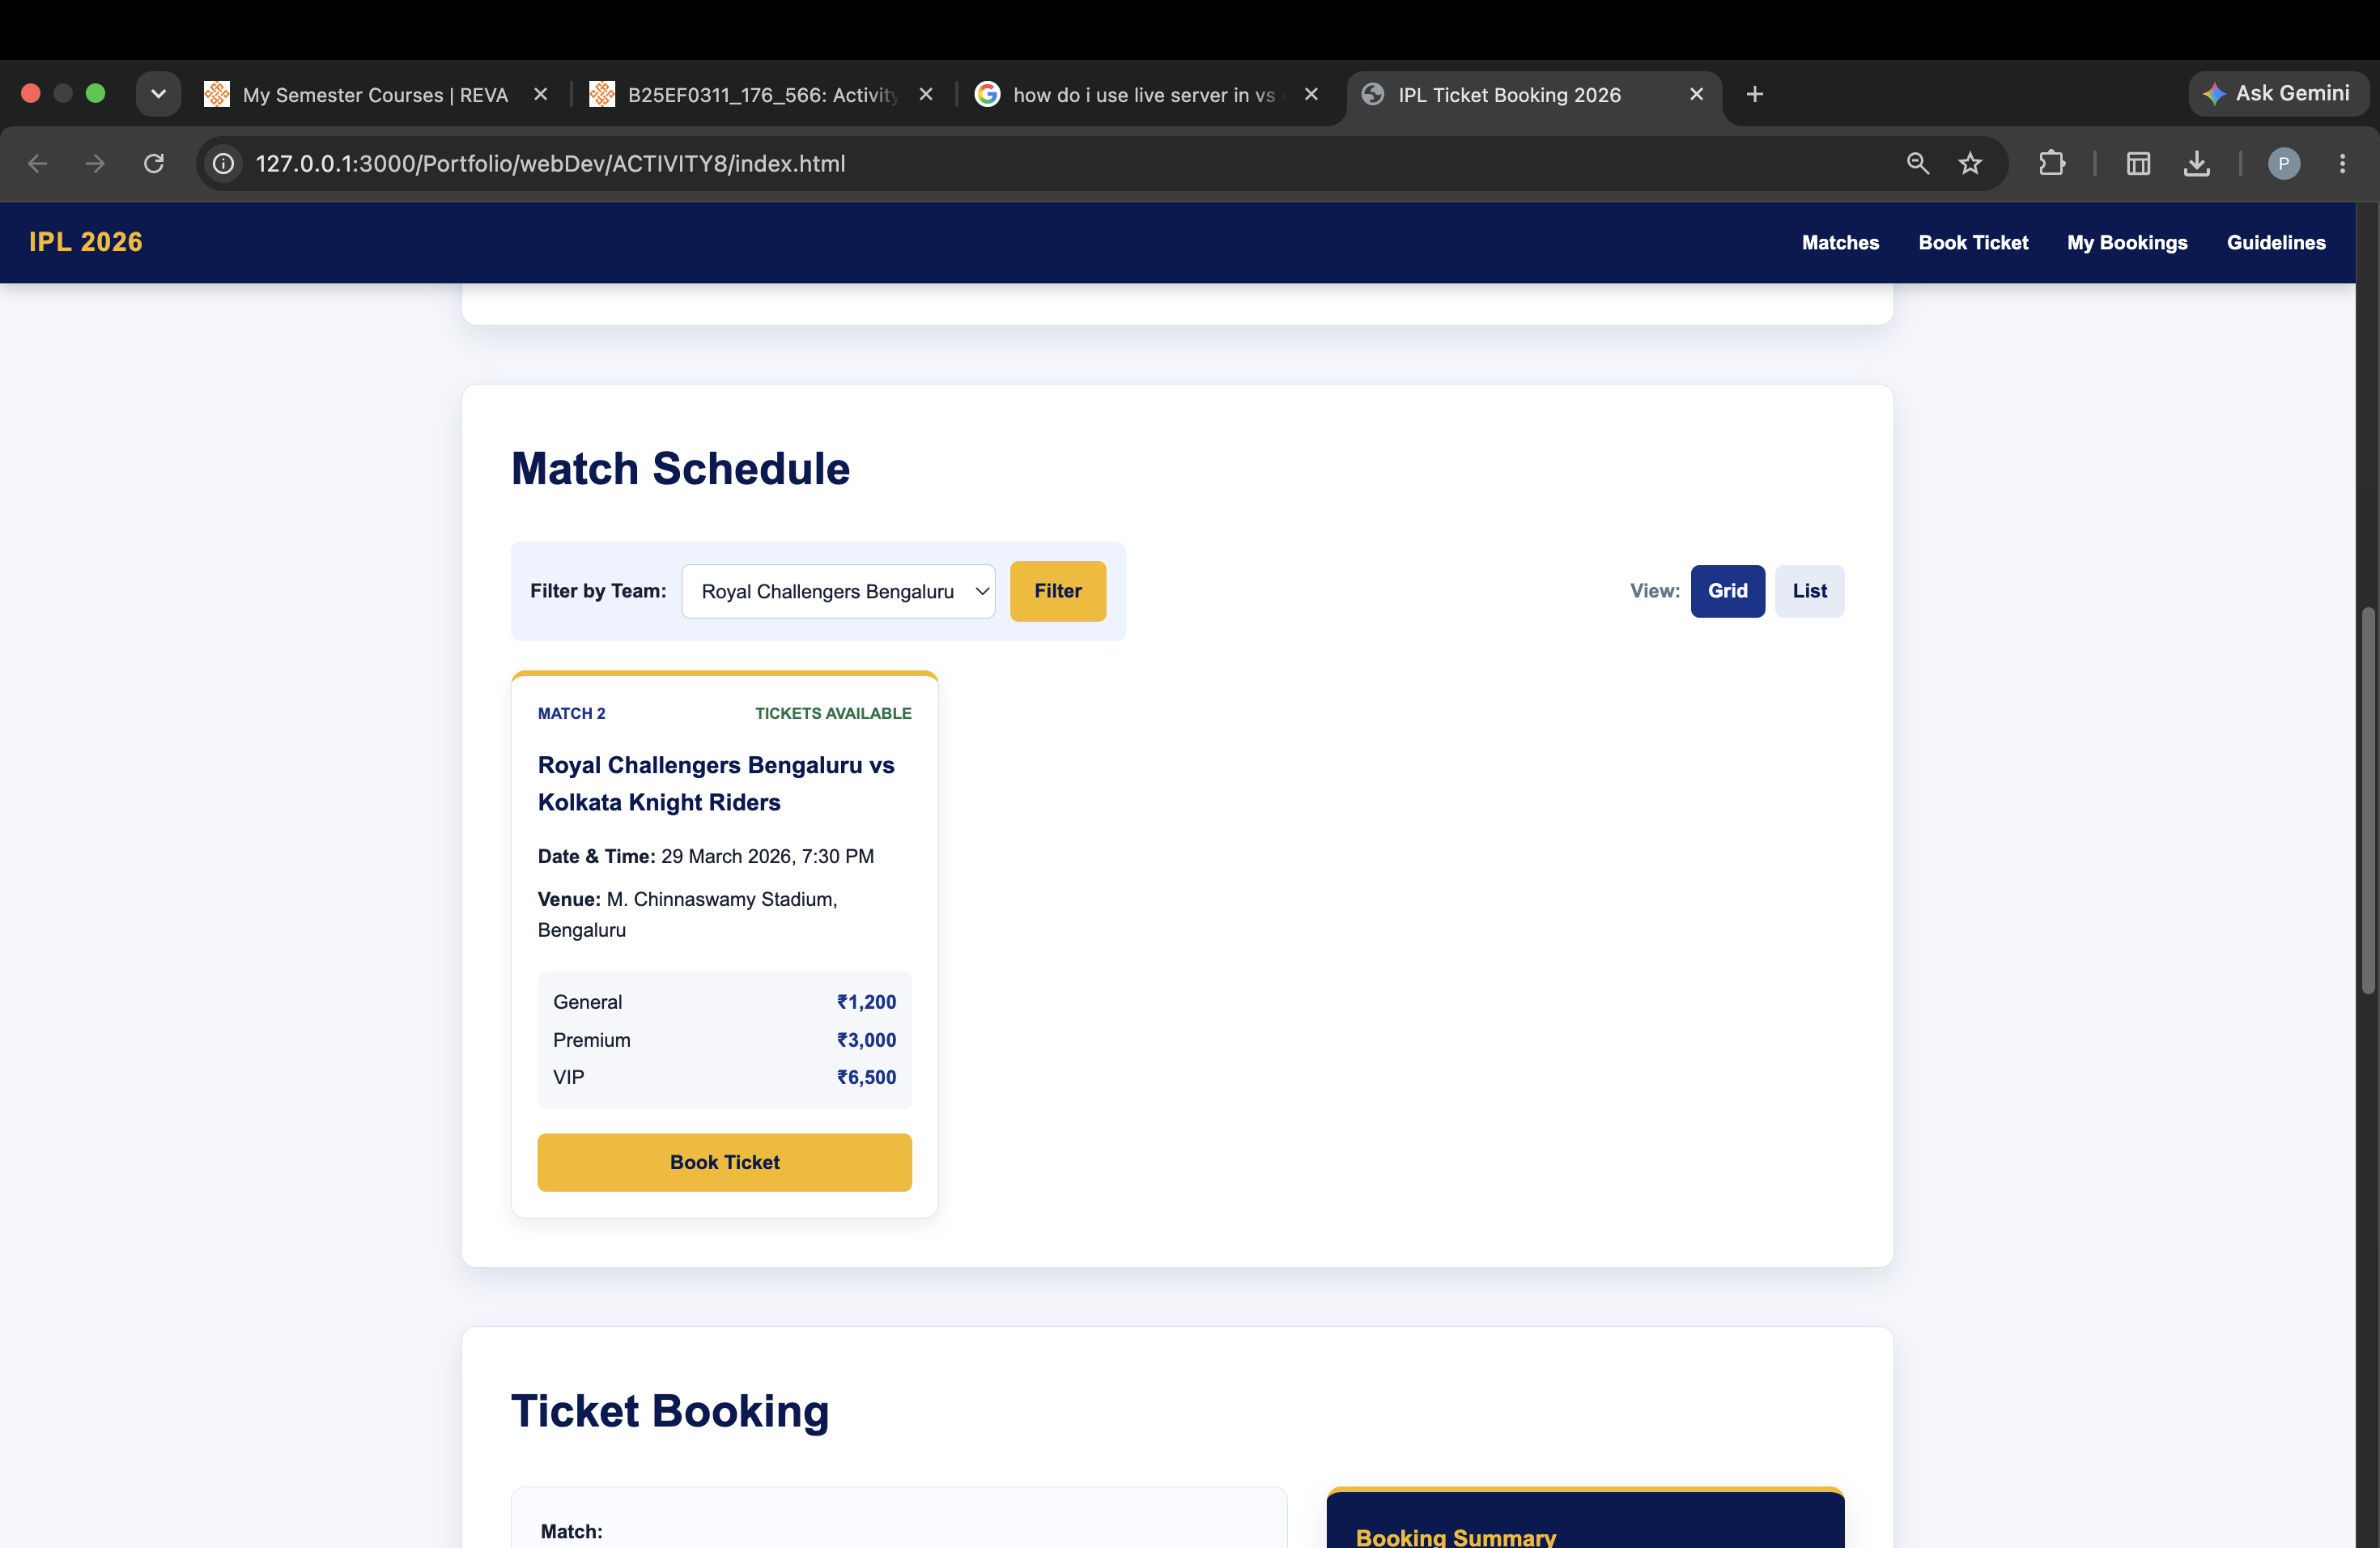 My Semester Courses | REVA
B25EF0311_176_566: Activity
how do i use live server in vs
IPL Ticket Booking 2026
Ask Gemini
127.0.0.1:3000/Portfolio/webDev/ACTIVITY8/index.html
P
IPL 2026
Matches
Book Ticket
My Bookings
Guidelines
Match Schedule
Filter by Team:
Royal Challengers Bengaluru
Filter
View:
Grid
List
MATCH 2
TICKETS AVAILABLE
Royal Challengers Bengaluru vs
Kolkata Knight Riders
Date & Time: 29 March 2026, 7:30 PM
Venue: M. Chinnaswamy Stadium,
Bengaluru
General ₹1,200
Premium ₹3,000
VIP ₹6,500
Book Ticket
Ticket Booking
Match:
Booking Summary